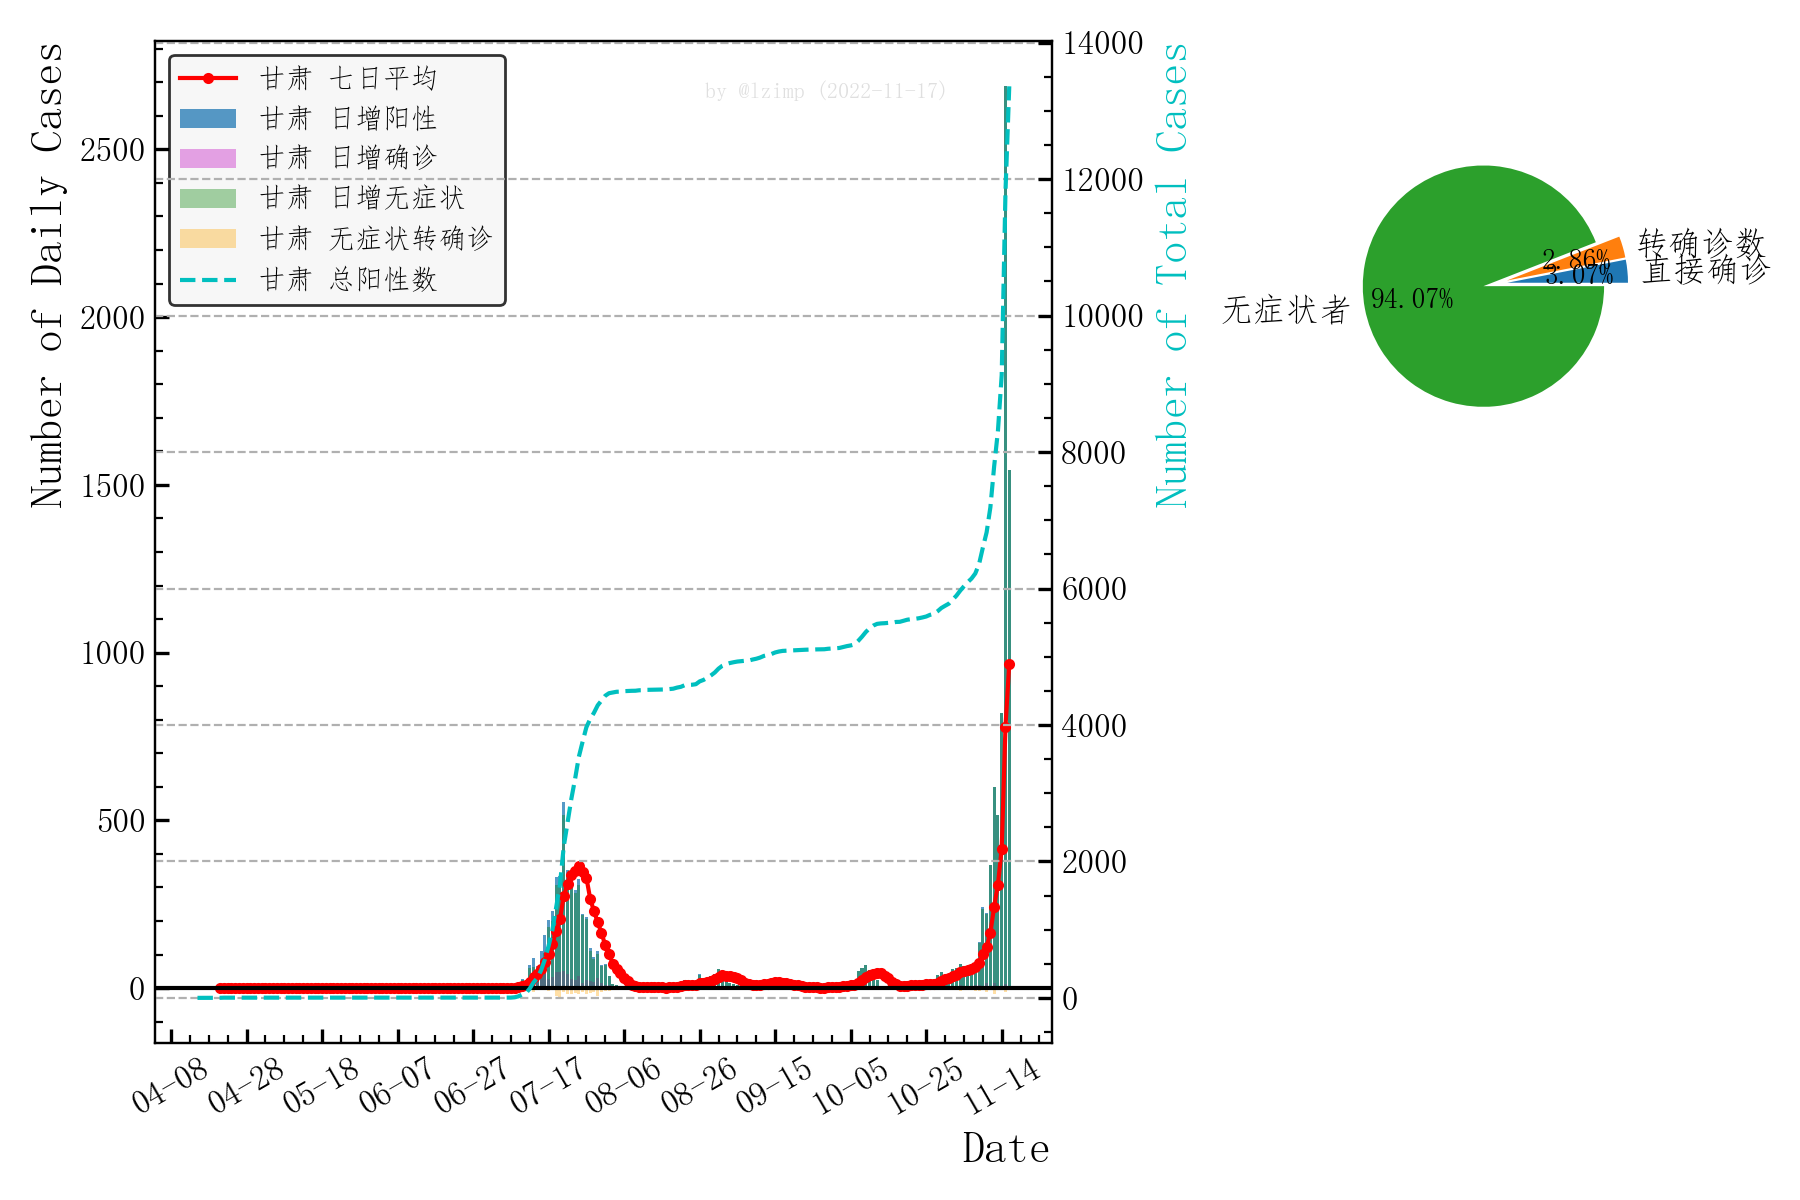 Number of Daily Cases
2500
2000
1500
1000
500
0
甘肃 七日平均
甘肃 日增阳性
甘肃 日增确诊
甘肃 日增无症状
甘肃 无症状转确诊
甘肃 总阳性数
by @lzimp (2022-11-17)
14000
12000
10000
8000
6000
4000
2000
0
Number of Total Cases
04-08
04-28
05-18
06-07
06-27
07-17
08-06
08-26
09-15
10-05
10-25
11-14
Date
转确诊数
2.86%
直接确诊
3.07%
无症状者
94.07%